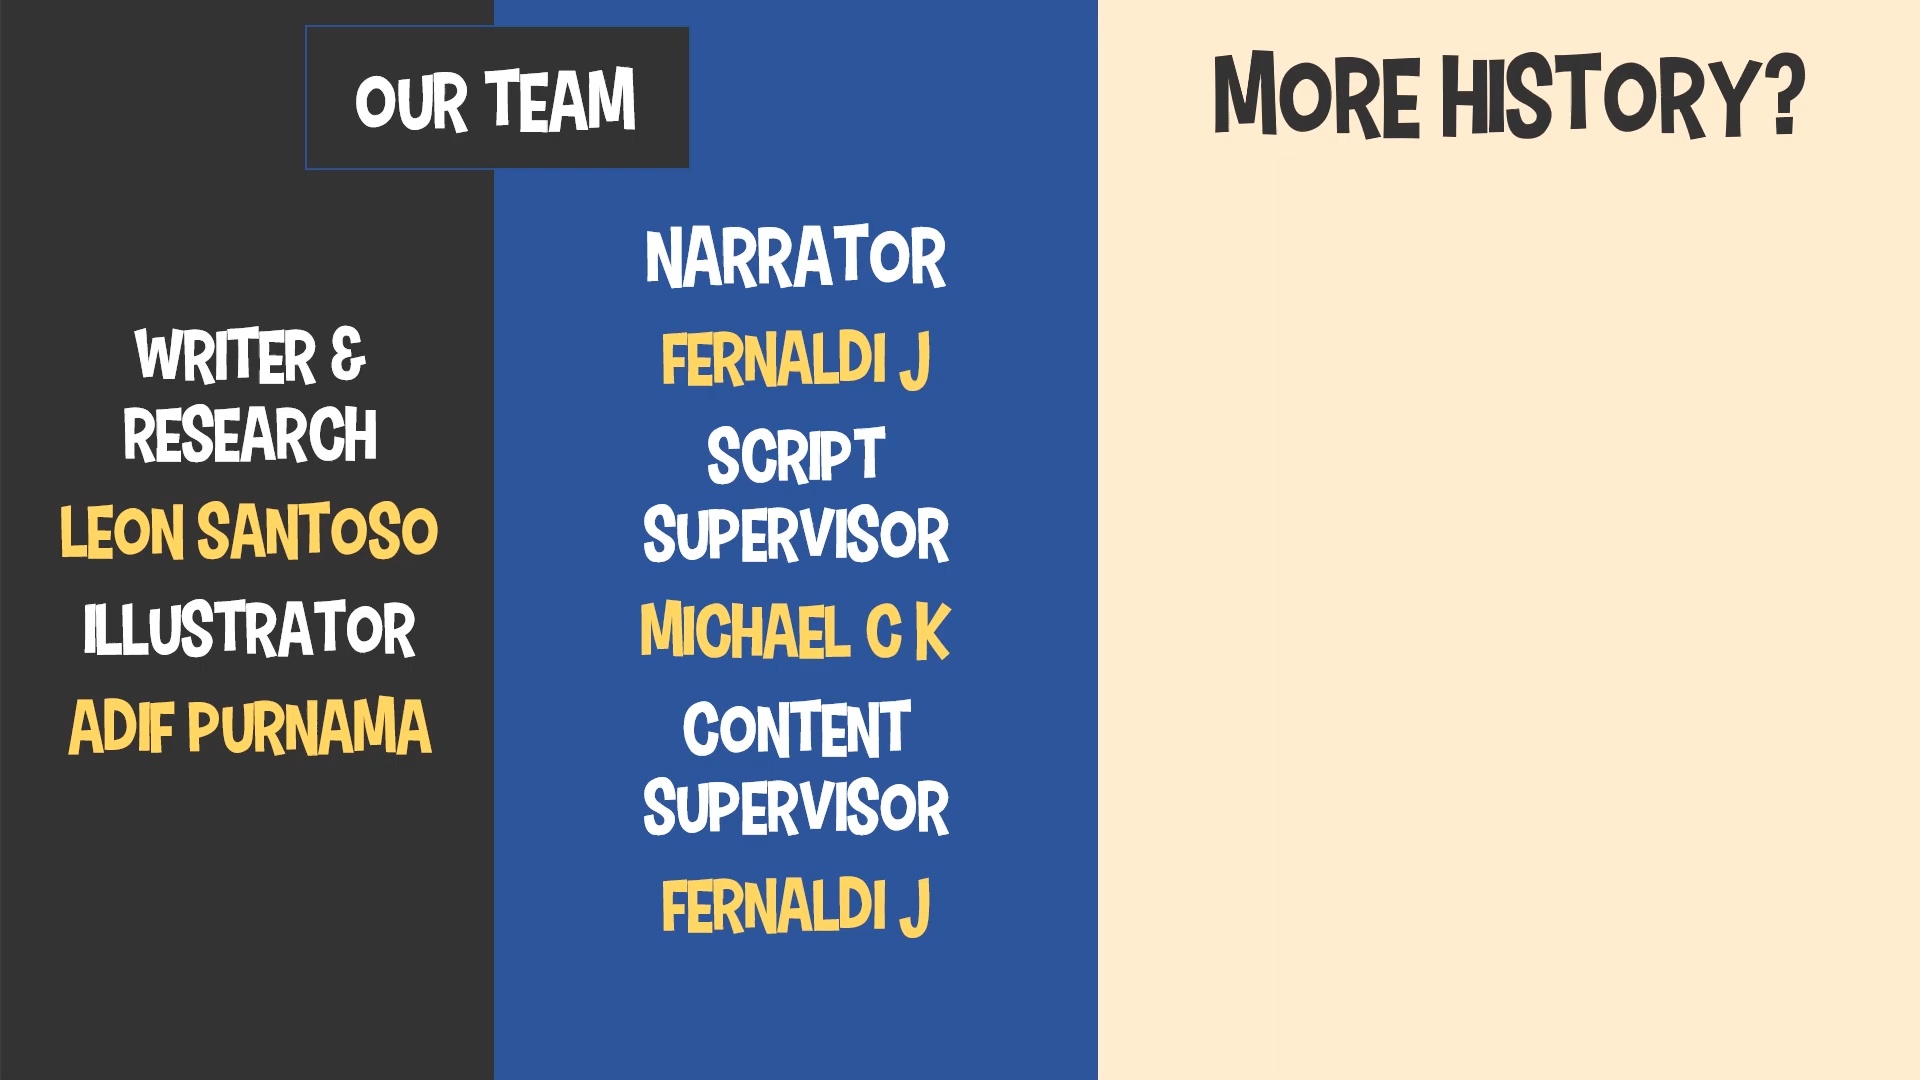 OUR TEAM
WRITER &
RESEARCH
LEON SANTOSO
ILLUSTRATOR
ADIF PURNAMA
NARRATOR
FERNALDI J
SCRIPT
SUPERVISOR
MICHAEL C K
CONTENT
SUPERVISOR
FERNALDI J
MORE HISTORY?